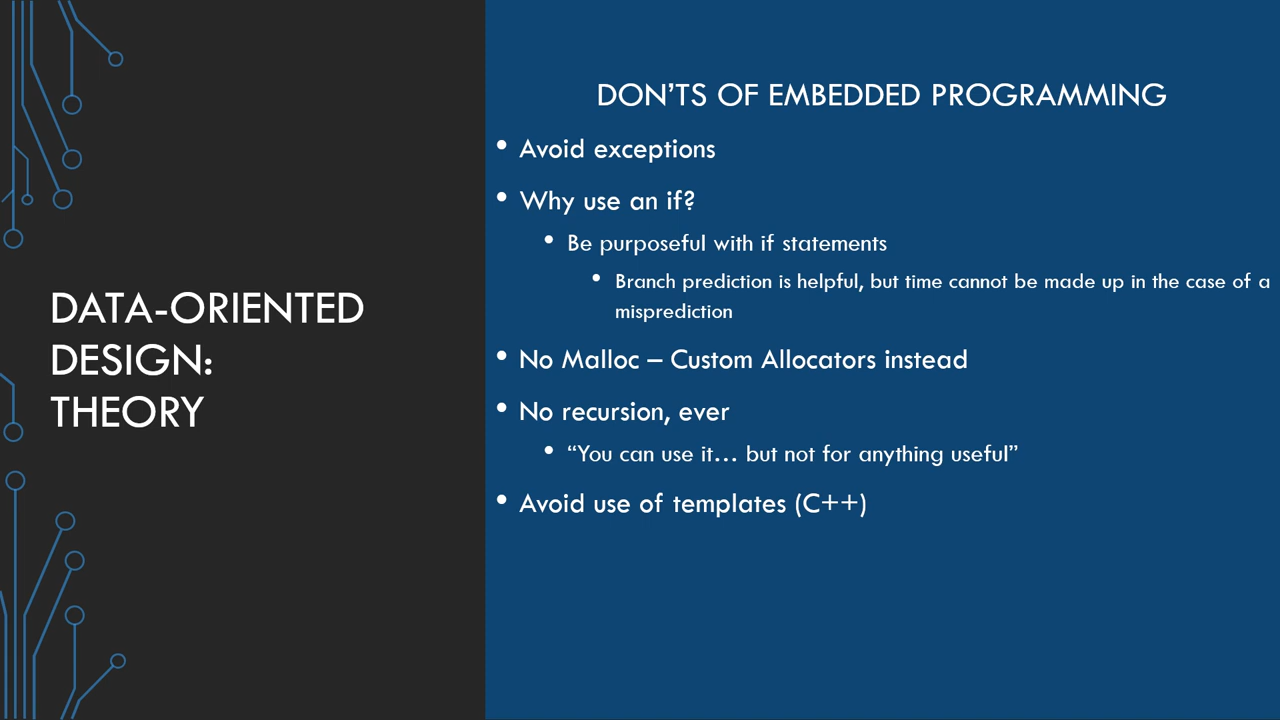 DATA-ORIENTED
DESIGN:
THEORY
DON’TS OF EMBEDDED PROGRAMMING
• Avoid exceptions
• Why use an if?
• Be purposeful with if statements
• Branch prediction is helpful, but time cannot be made up in the case of a
misprediction
• No Malloc – Custom Allocators instead
• No recursion, ever
• “You can use it… but not for anything useful”
• Avoid use of templates (C++)